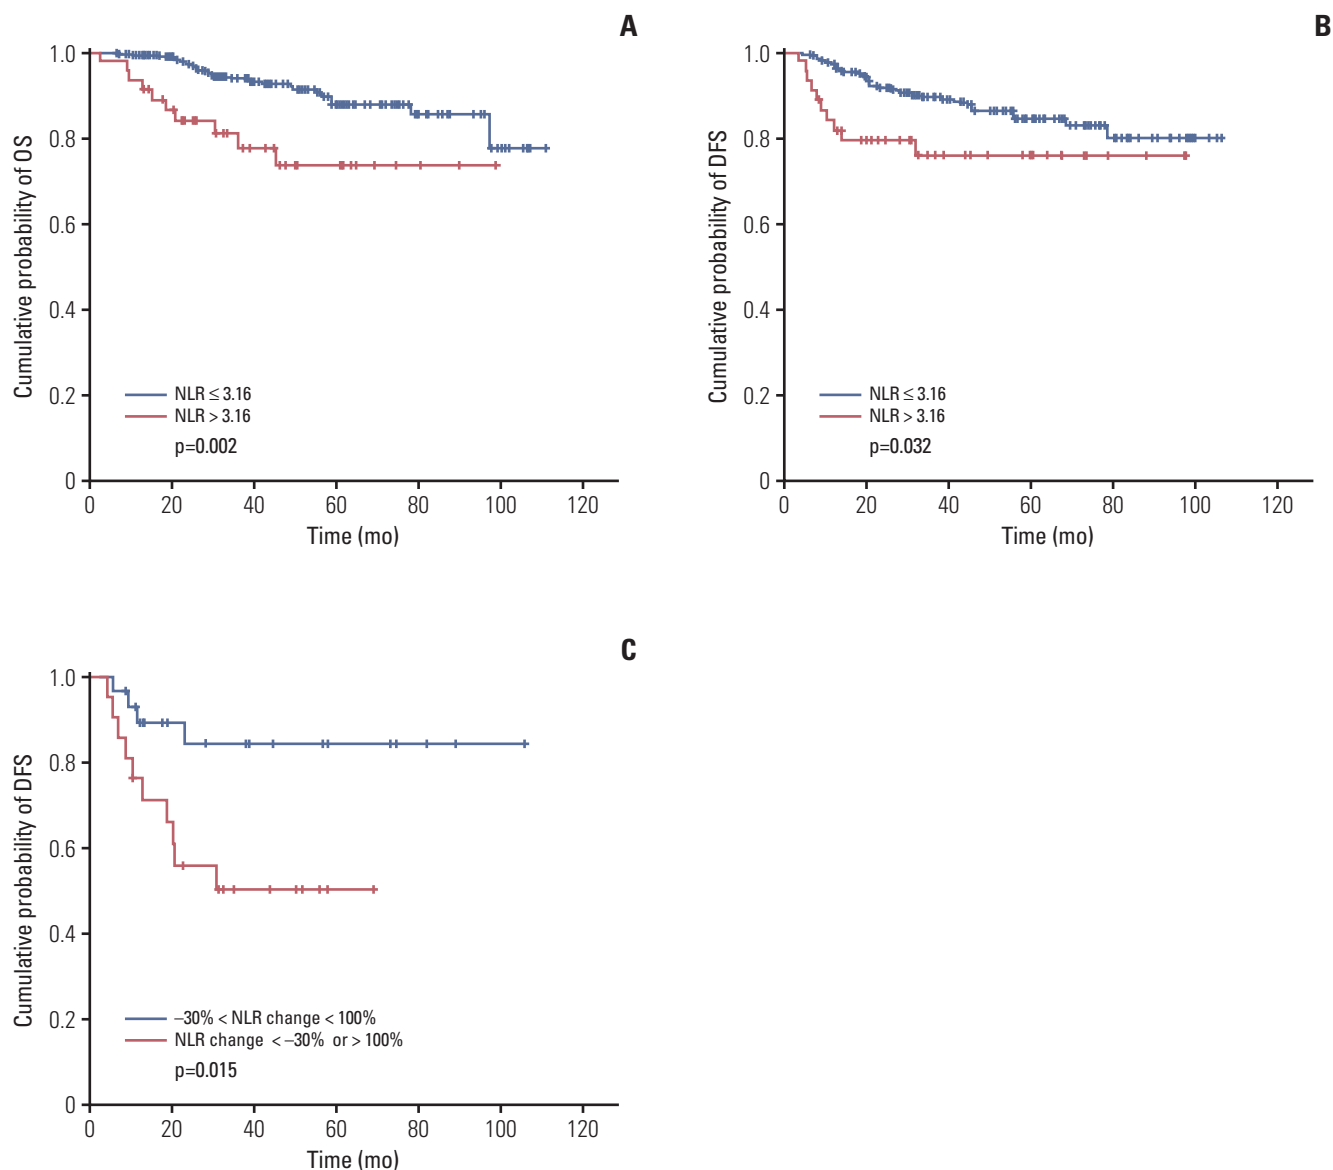 A
Cumulative probability of OS
1.0
0.8
0.6
0.4
0.2
0
NLR ≤ 3.16
NLR > 3.16
p=0.002
0 20 40 60 80 100 120
Time (mo)
B
Cumulative probability of DFS
1.0
0.8
0.6
0.4
0.2
0
NLR ≤ 3.16
NLR > 3.16
p=0.032
0 20 40 60 80 100 120
Time (mo)
C
Cumulative probability of DFS
1.0
0.8
0.6
0.4
0.2
0
–30% < NLR change < 100%
NLR change < –30% or > 100%
p=0.015
0 20 40 60 80 100 120
Time (mo)